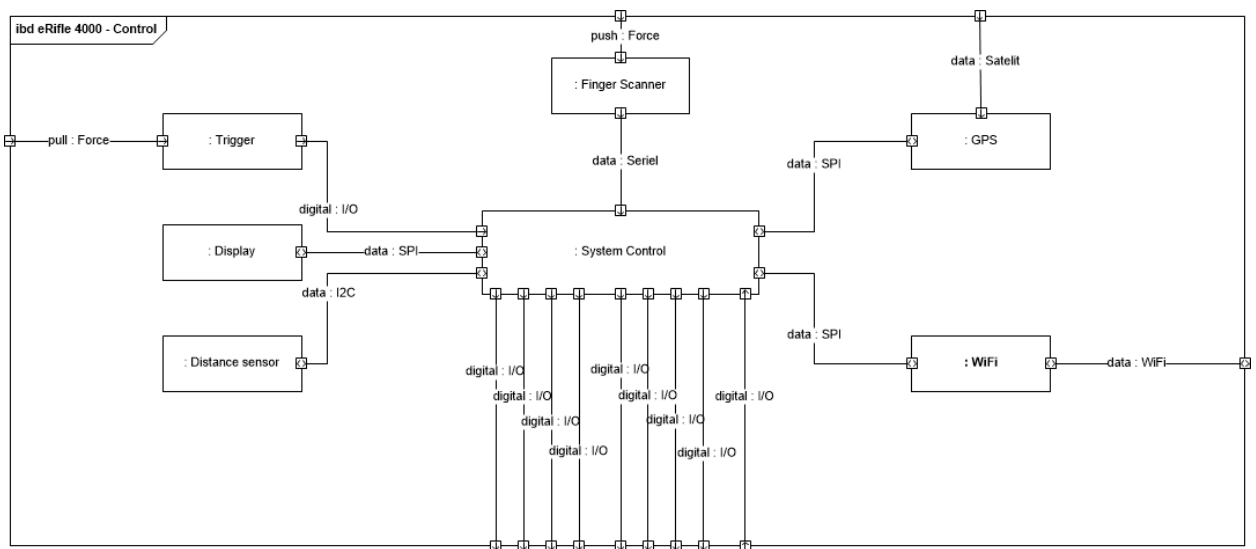 ibd eRifle 4000 - Control
push : Force
data : Satelit
: Finger Scanner
pull : Force
: Trigger
: GPS
data : Seriel
data : SPI
digital : I/O
: Display
data : SPI
: System Control
data : I2C
data : SPI
: Distance sensor
: WiFi
data : WiFi
digital : I/O
digital : I/O
digital : I/O
digital : I/O
digital : I/O
digital : I/O
digital : I/O
digital : I/O
digital : I/O